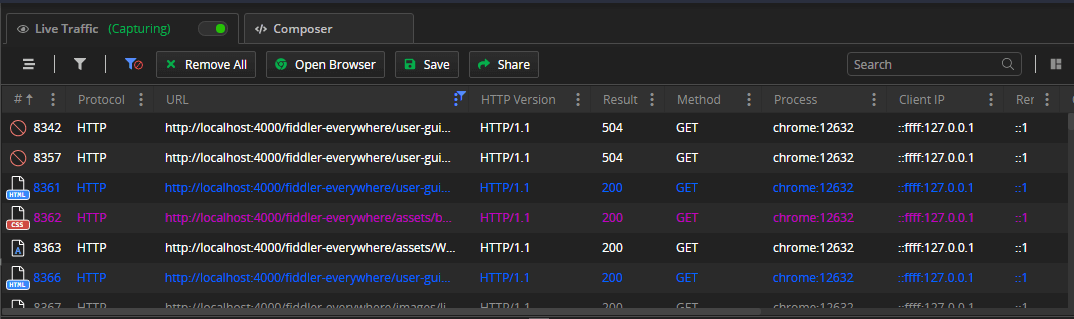 Live Traffic (Capturing) </> Composer
Remove All Open Browser Save Share Search
# Protocol URL HTTP Version Result Method Process Client IP Rer
8342 HTTP http://localhost:4000/fiddler-everywhere/user-gui... HTTP/1.1 504 GET chrome:12632 ::ffff:127.0.0.1 ::1
8357 HTTP http://localhost:4000/fiddler-everywhere/user-gui... HTTP/1.1 504 GET chrome:12632 ::ffff:127.0.0.1 ::1
HTML 8361 HTTP http://localhost:4000/fiddler-everywhere/user-gui... HTTP/1.1 200 GET chrome:12632 ::ffff:127.0.0.1 ::1
CSS 8362 HTTP http://localhost:4000/fiddler-everywhere/assets/b... HTTP/1.1 200 GET chrome:12632 ::ffff:127.0.0.1 ::1
A 8363 HTTP http://localhost:4000/fiddler-everywhere/assets/W... HTTP/1.1 200 GET chrome:12632 ::ffff:127.0.0.1 ::1
HTML 8366 HTTP http://localhost:4000/fiddler-everywhere/user-gui... HTTP/1.1 200 GET chrome:12632 ::ffff:127.0.0.1 ::1
8367 HTTP http://localhost:4000/fiddler-everywhere/images/li... HTTP/1.1 200 GET chrome:12632 ::ffff:127.0.0.1 ::1